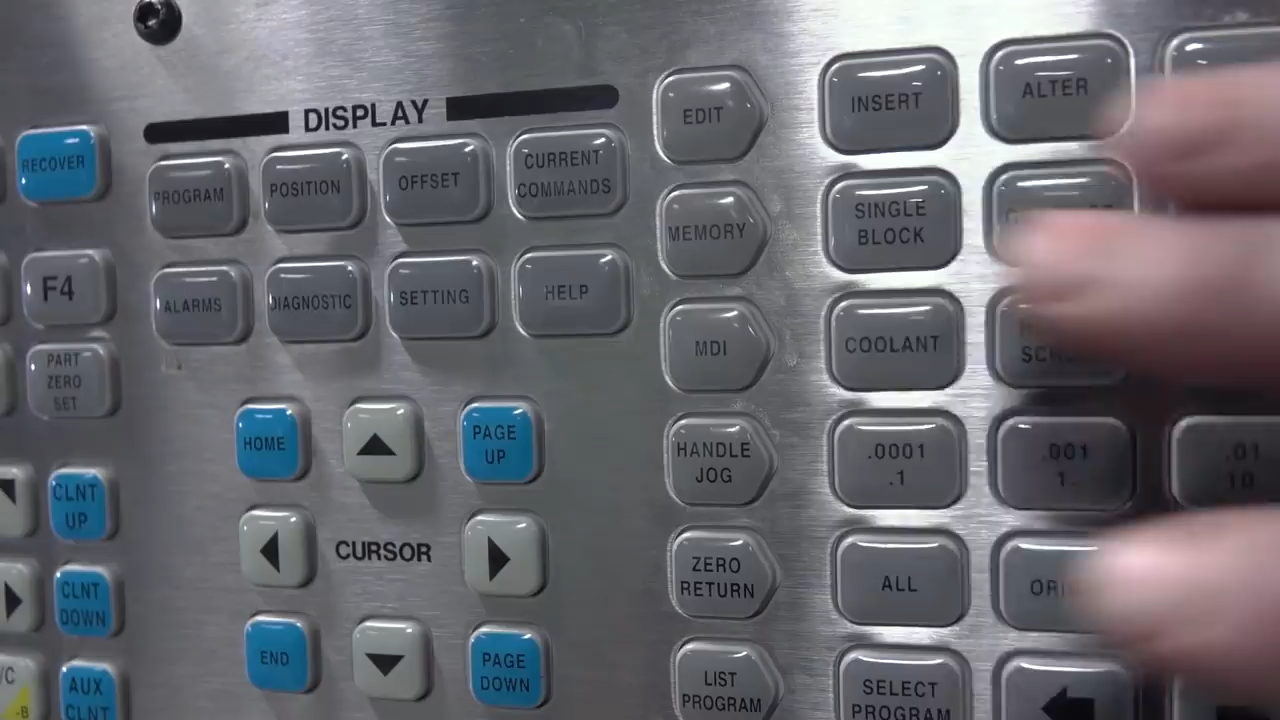 RECOVER
F4
PART
ZERO
SET
CLNT
UP
CLNT
DOWN
AUX
CLNT
DISPLAY
PROGRAM
POSITION
OFFSET
CURRENT
COMMANDS
ALARMS
DIAGNOSTIC
SETTING
HELP
HOME
PAGE
UP
CURSOR
END
PAGE
DOWN
EDIT
INSERT
ALTER
MEMORY
SINGLE
BLOCK
MDI
COOLANT
HANDLE
JOG
.0001
.1
.001
1.
.01
10
ZERO
RETURN
ALL
LIST
PROGRAM
SELECT
PROGRAM